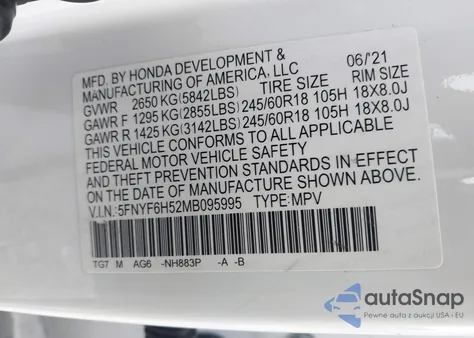 MFD. BY HONDA DEVELOPMENT & 06/'21
MANUFACTURING OF AMERICA, LLC
GVWR 2650 KG(5842LBS) TIRE SIZE RIM SIZE
GAWR F 1295 KG(2855LBS) 245/60R18 105H 18X8.0J
GAWR R 1425 KG(3142LBS) 245/60R18 105H 18X8.0J
THIS VEHICLE CONFORMS TO ALL APPLICABLE
FEDERAL MOTOR VEHICLE SAFETY
AND THEFT PREVENTION STANDARDS IN EFFECT
ON THE DATE OF MANUFACTURE SHOWN ABOVE.
V.I.N.:5FNYF6H52MB095995 TYPE:MPV
TG7 M AG6 -NH883P -A -B
autoSnap
Pewne auta z aukcji USA i EU